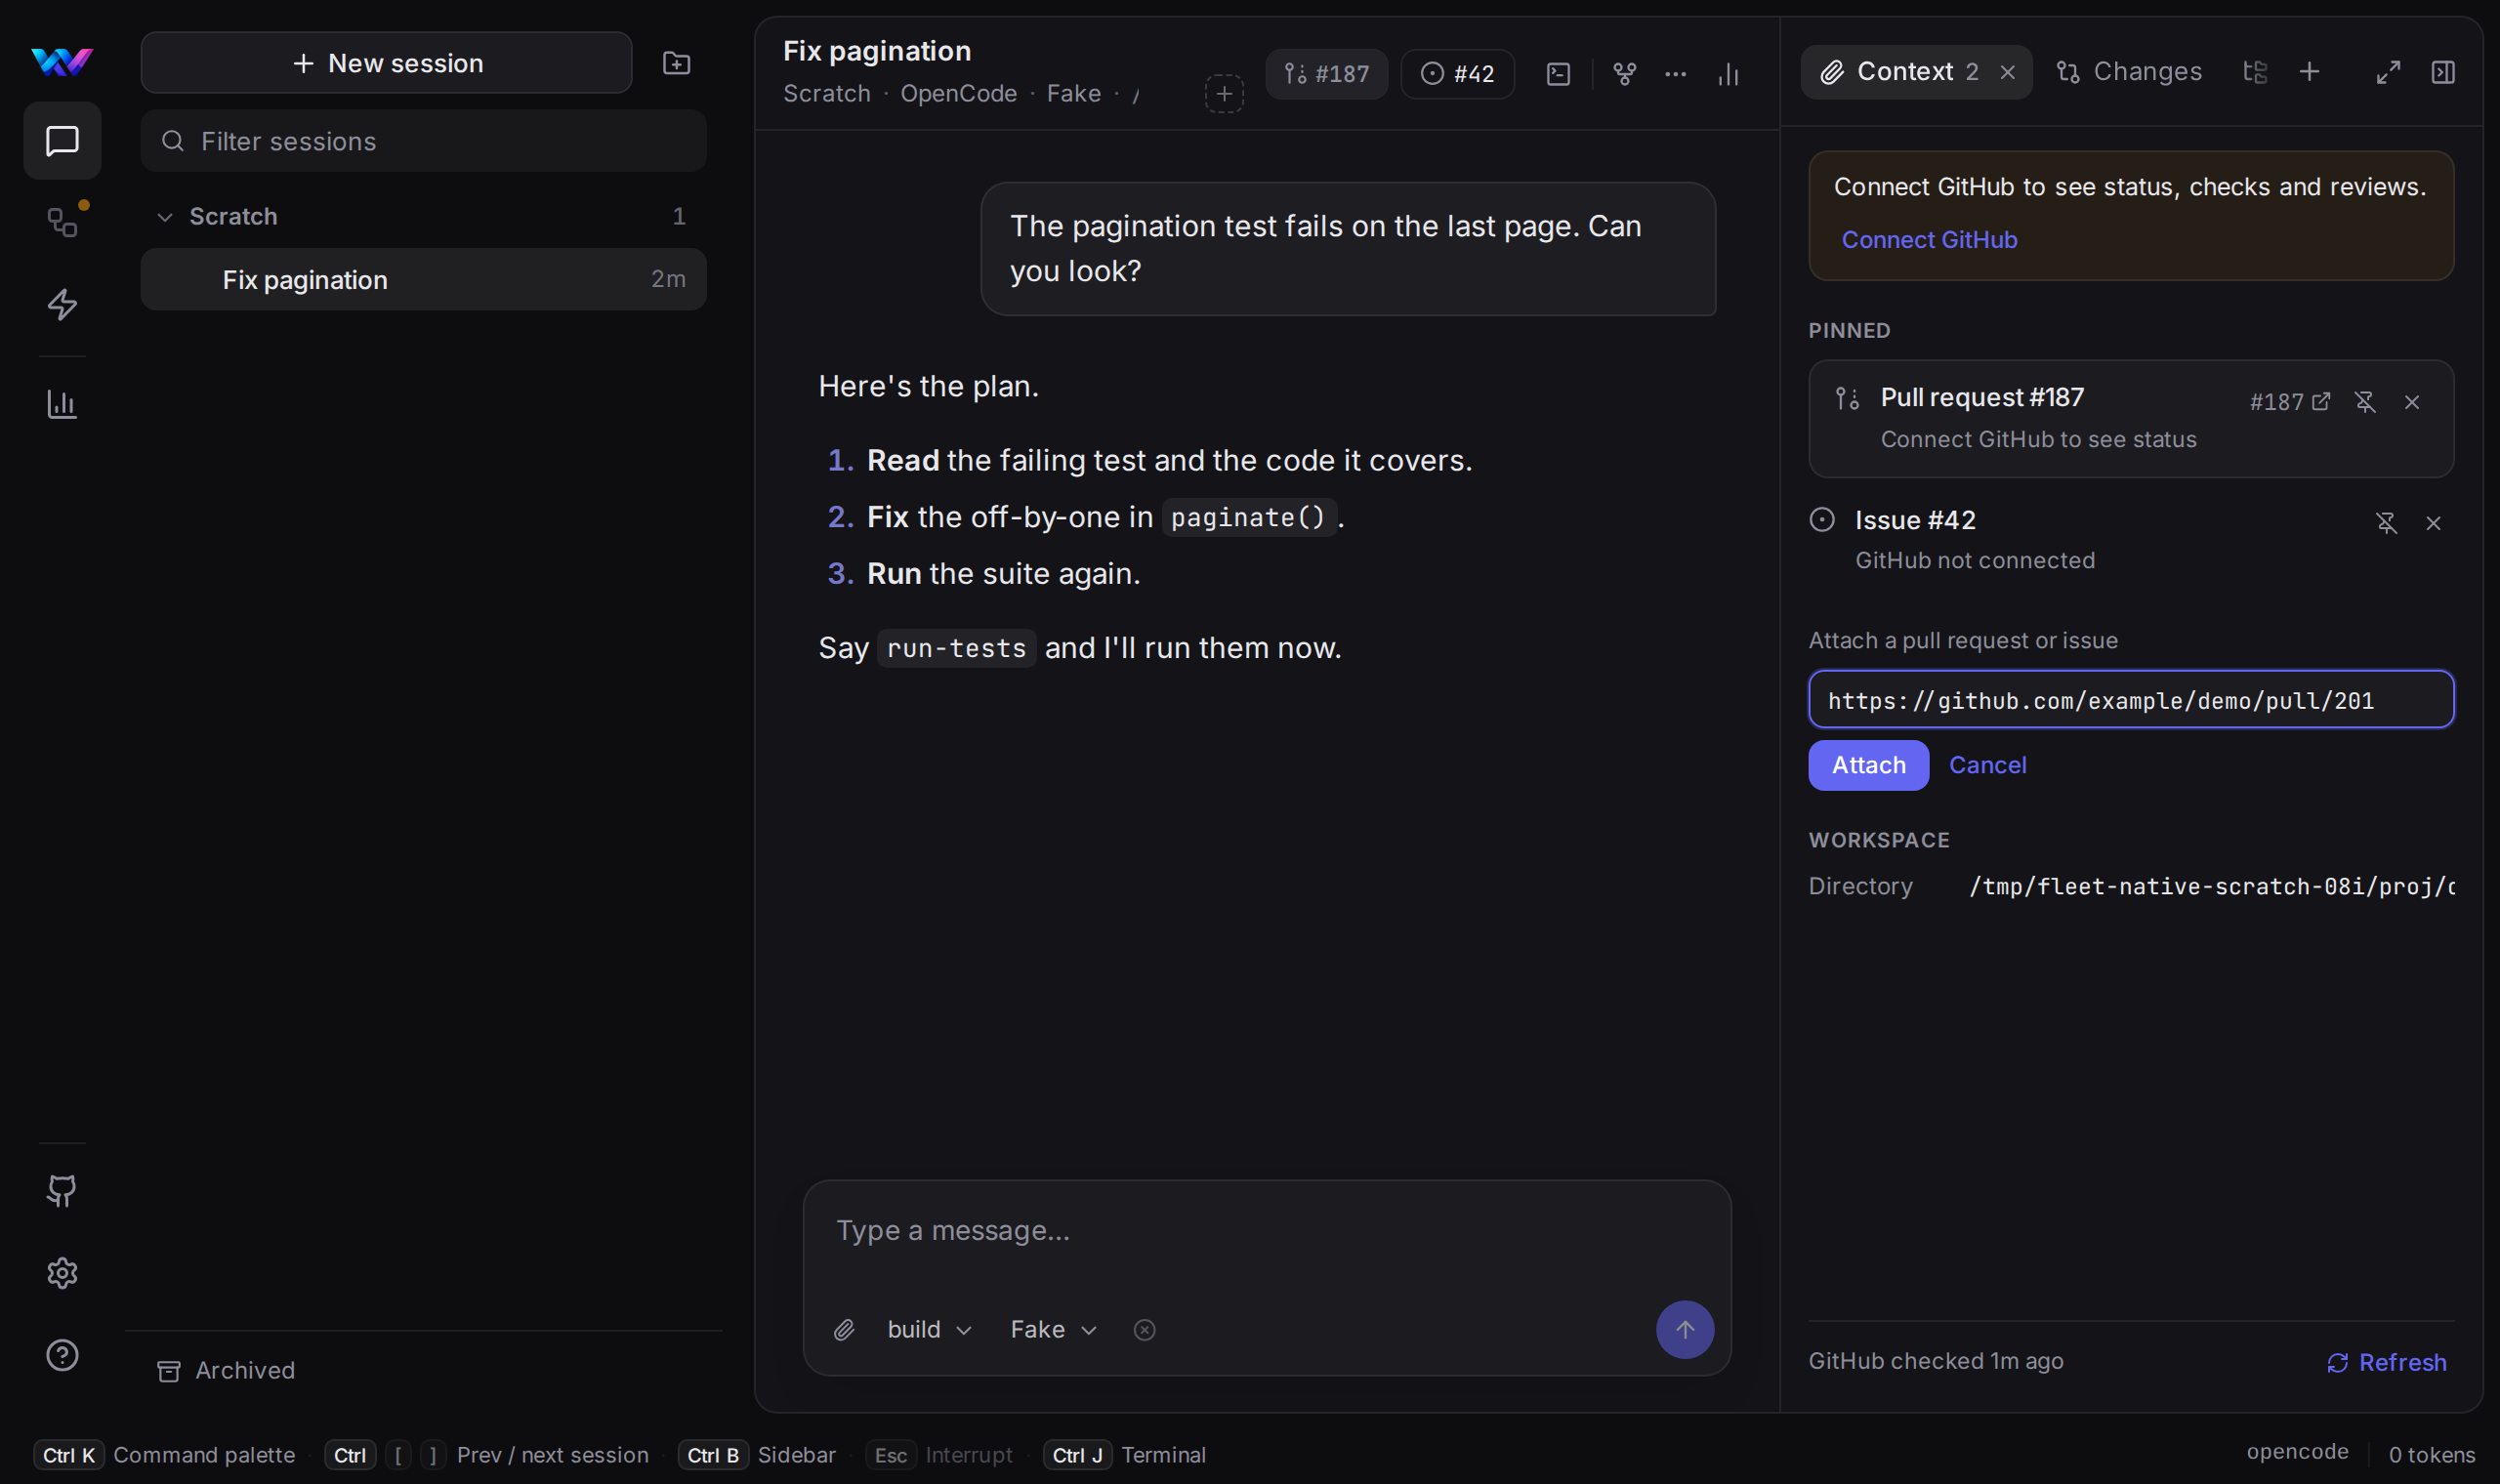 New session
Filter sessions
Scratch 1
Fix pagination 2m
Archived
Fix pagination
Scratch · OpenCode · Fake · /
#187
#42
The pagination test fails on the last page. Can
you look?
Here's the plan.
1. Read the failing test and the code it covers.
2. Fix the off-by-one in paginate().
3. Run the suite again.
Say run-tests and I'll run them now.
Type a message...
build
Fake
Context 2
Changes
Connect GitHub to see status, checks and reviews.
Connect GitHub
PINNED
Pull request #187 #187
Connect GitHub to see status
Issue #42
GitHub not connected
Attach a pull request or issue
https://github.com/example/demo/pull/201
Attach Cancel
WORKSPACE
Directory /tmp/fleet-native-scratch-08i/proj/
GitHub checked 1m ago Refresh
Ctrl K Command palette · Ctrl [ ] Prev / next session · Ctrl B Sidebar · Esc Interrupt · Ctrl J Terminal
opencode 0 tokens